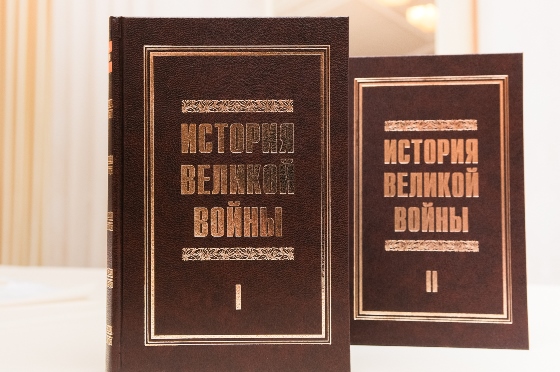 ИСТОРИЯ
ВЕЛИКОЙ
ВОЙНЫ
I
ИСТОРИЯ
ВЕЛИКОЙ
ВОЙНЫ
II